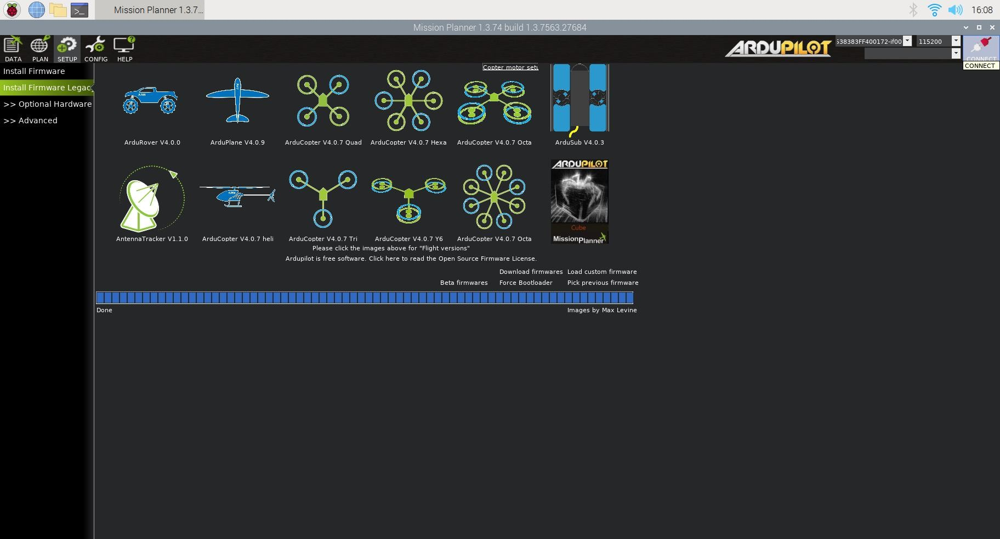 Mission Planner 1.3.7...
16:08
Mission Planner 1.3.74 build 1.3.7563.27684
DATA
PLAN
SETUP
CONFIG
HELP
ARDUPILOT
538383FF400172-if00
115200
CONNECT
CONNECT
Install Firmware
Install Firmware Legac
>> Optional Hardware
>> Advanced
Copter motor setu
APM
ArduRover V4.0.0
ArduPlane V4.0.9
ArduCopter V4.0.7 Quad
ArduCopter V4.0.7 Hexa
ArduCopter V4.0.7 Octa
ArduSub V4.0.3
APM
ARDUPILOT
Cube
MissionPlanner
AntennaTracker V1.1.0
ArduCopter V4.0.7 heli
ArduCopter V4.0.7 Tri
ArduCopter V4.0.7 Y6
ArduCopter V4.0.7 Octa
Please click the images above for "Flight versions"
Ardupilot is free software. Click here to read the Open Source Firmware License.
Download firmwares
Load custom firmware
Beta firmwares
Force Bootloader
Pick previous firmware
Done
Images by Max Levine